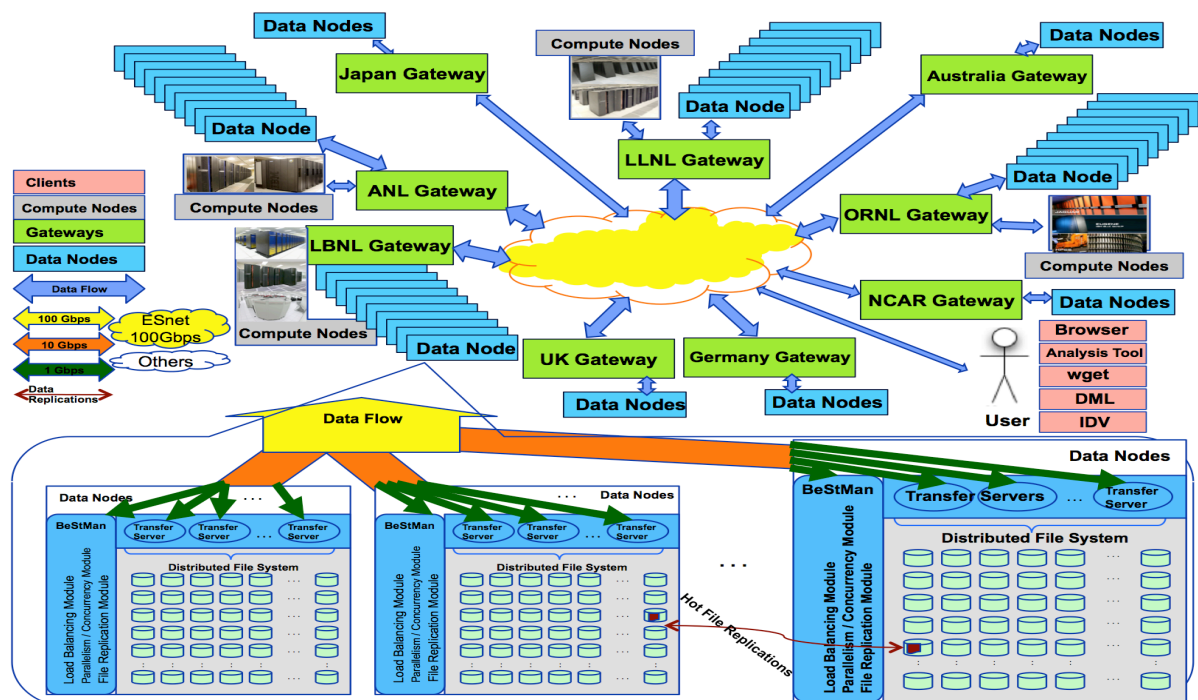 Data Nodes
Japan Gateway
Compute Nodes
Data Node
LLNL Gateway
Data Nodes
Australia Gateway
Data Node
ANL Gateway
Compute Nodes
Data Node
ORNL Gateway
Compute Nodes
LBNL Gateway
Compute Nodes
Data Node
NCAR Gateway
Data Nodes
UK Gateway
Data Nodes
Germany Gateway
Data Nodes
User
Browser
Analysis Tool
wget
DML
IDV
Clients
Compute Nodes
Gateways
Data Nodes
Data Flow
100 Gbps
10 Gbps
1 Gbps
Data
Replications
ESnet
100Gbps
Others
Data Flow
Data Nodes
. . .
BeStMan
Load Balancing Module
Parallelism / Concurrency Module
File Replication Module
Transfer
Server
Transfer
Server
. . .
Transfer
Server
Distributed File System
. . . Data Nodes
BeStMan
Load Balancing Module
Parallelism / Concurrency Module
File Replication Module
Transfer
Server
Transfer
Server
. . .
Transfer
Server
Distributed File System
. . .
Hot File Replications
Data Nodes
BeStMan
Load Balancing Module
Parallelism / Concurrency Module
File Replication Module
Transfer Servers
. . .
Transfer
Server
Distributed File System